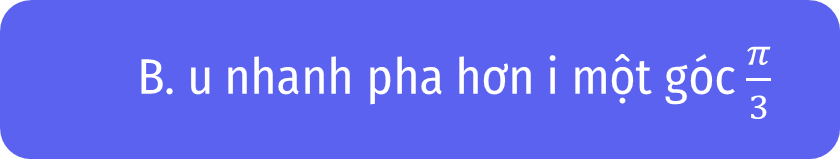 B. u nhanh pha hơn i một góc π/3